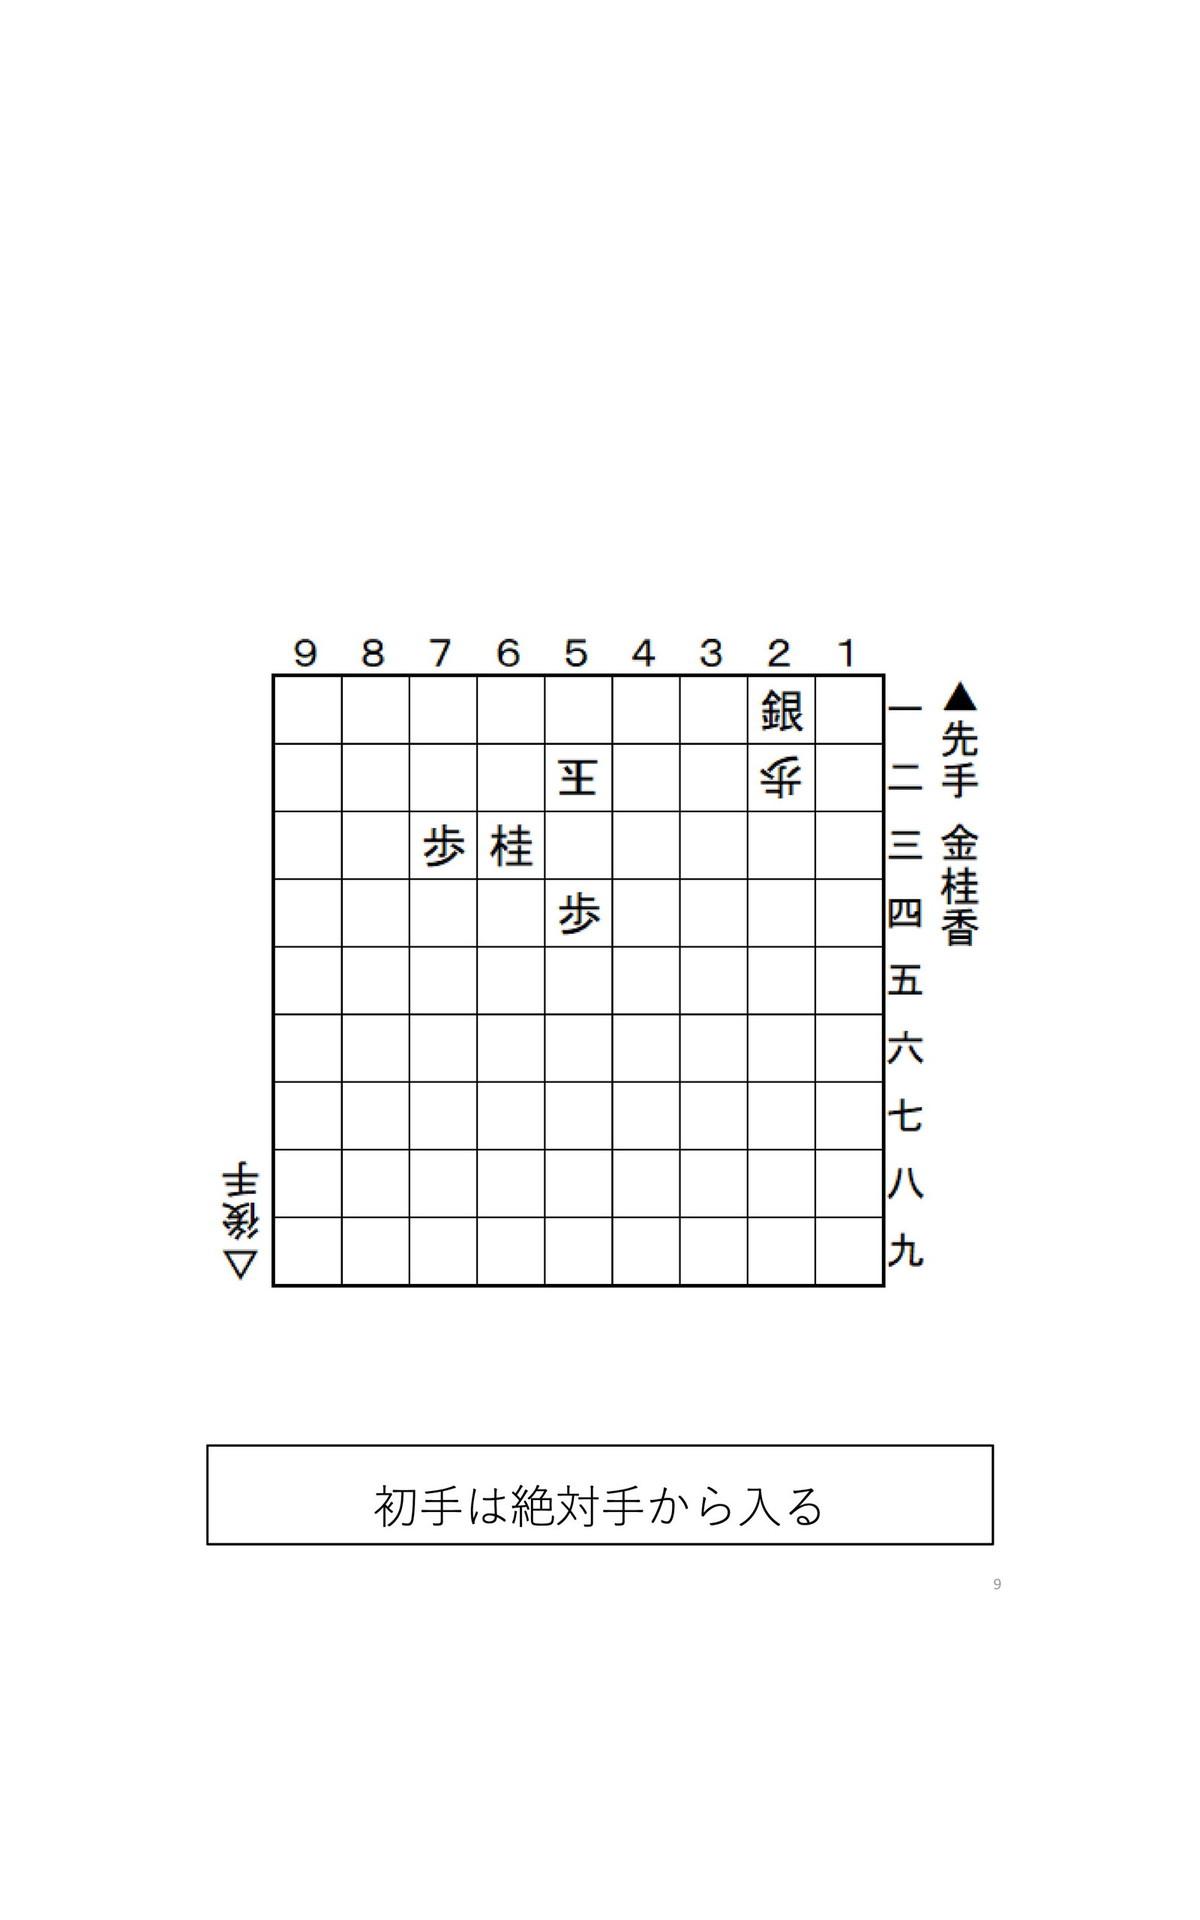 9 8 7 6 5 4 3 2 1
銀 一
王 歩 二
歩 桂 三
歩 四
五
六
七
八
九
▲先手 金桂香
△後手
初手は絶対手から入る
9